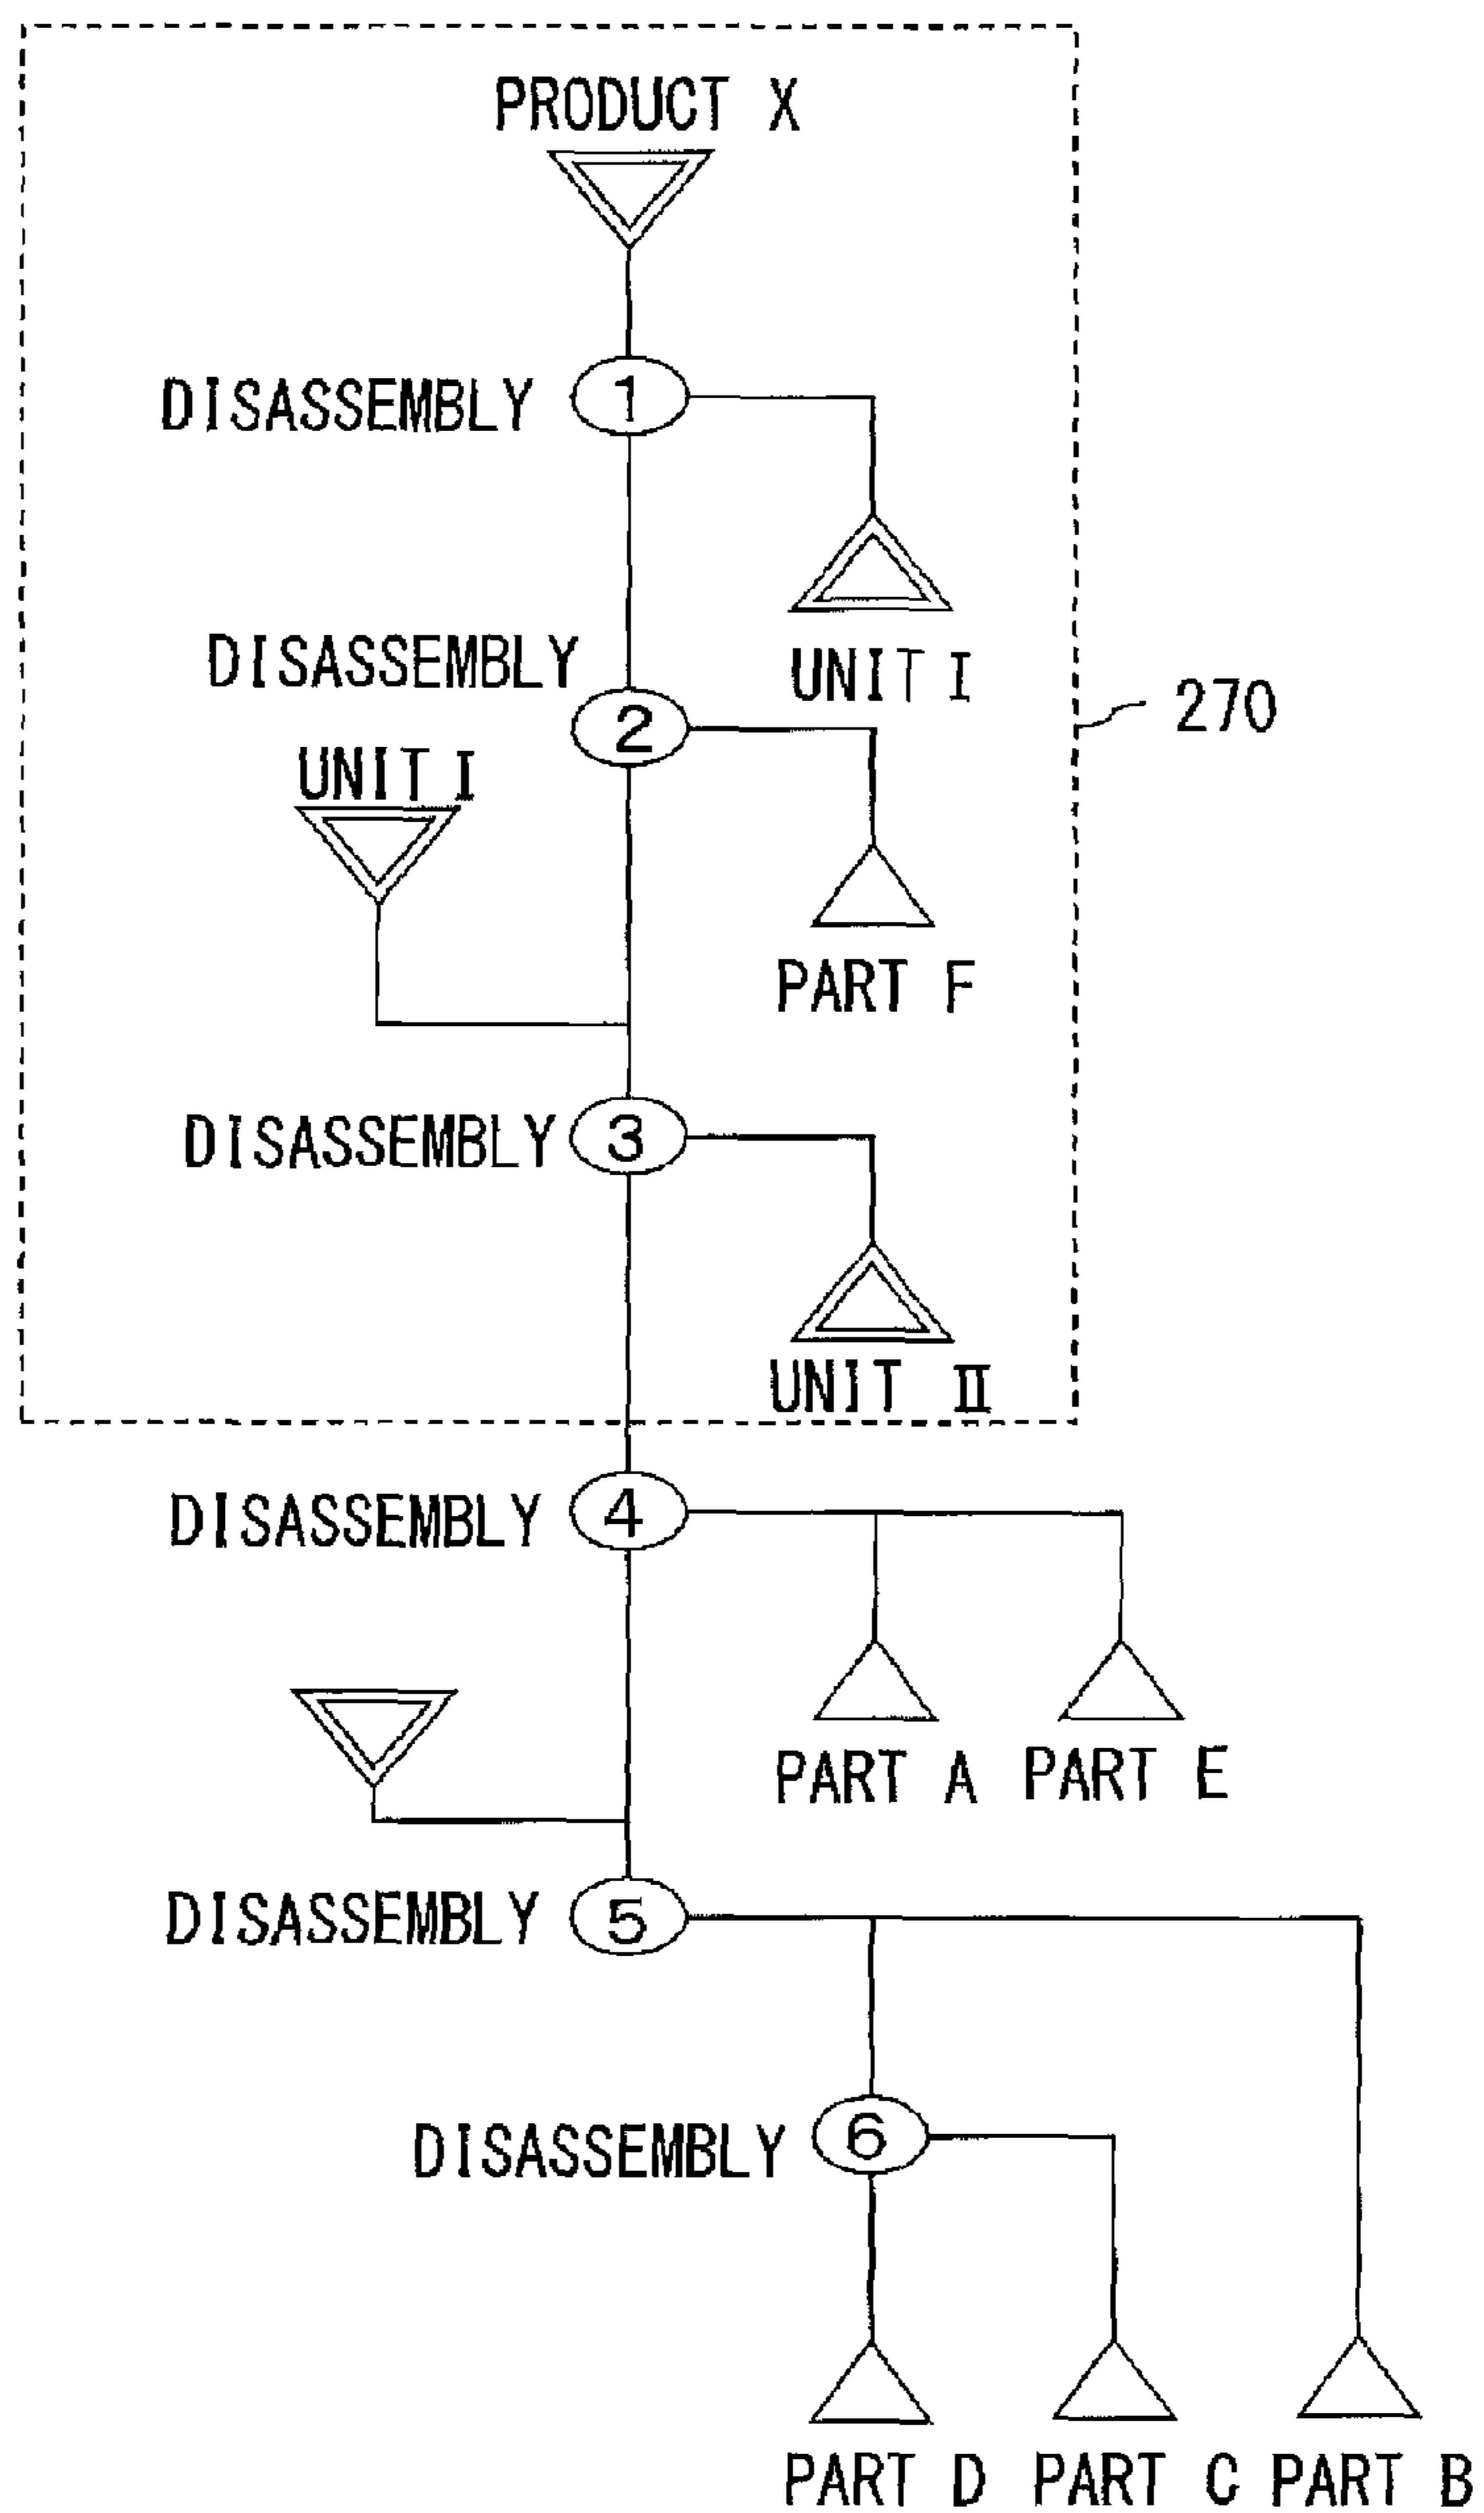 PRODUCT X
DISASSEMBLY 1
DISASSEMBLY
UNIT I
2
270
UNIT I
PART F
DISASSEMBLY 3
UNIT II
DISASSEMBLY 4
PART A PART E
DISASSEMBLY 5
DISASSEMBLY 6
PART D PART C PART B